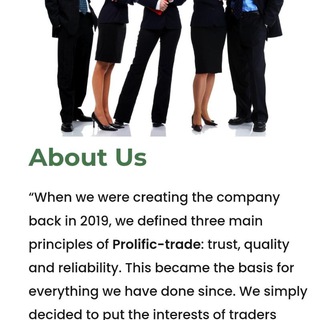 About Us
“When we were creating the company
back in 2019, we defined three main
principles of Prolific-trade: trust, quality
and reliability. This became the basis for
everything we have done since. We simply
decided to put the interests of traders